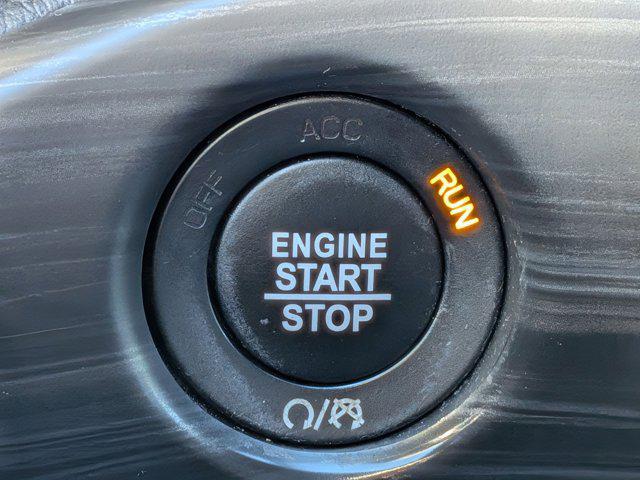 ACC
OFF
RUN
ENGINE
START
STOP